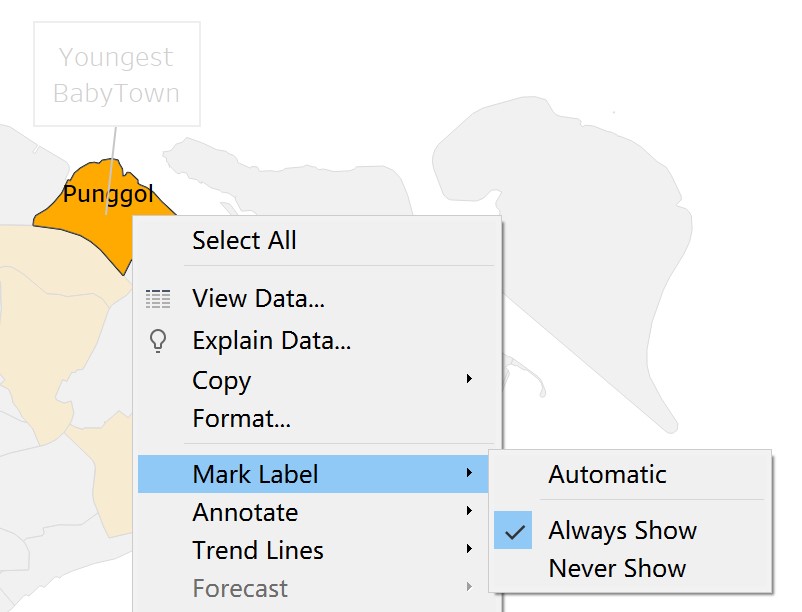 Youngest
BabyTown
Punggol
Select All
View Data...
Explain Data...
Copy
Format...
Mark Label
Annotate
Trend Lines
Forecast
Automatic
Always Show
Never Show